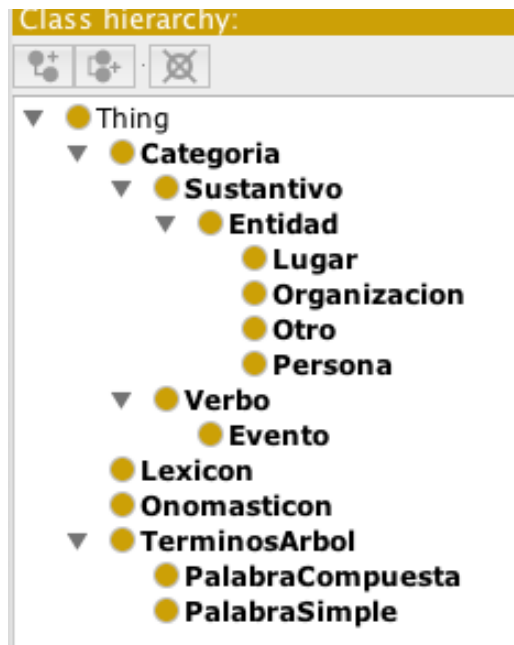 Class hierarchy:
Thing
Categoria
Sustantivo
Entidad
Lugar
Organizacion
Otro
Persona
Verbo
Evento
Lexicon
Onomasticon
TerminosArbol
PalabraCompuesta
PalabraSimple